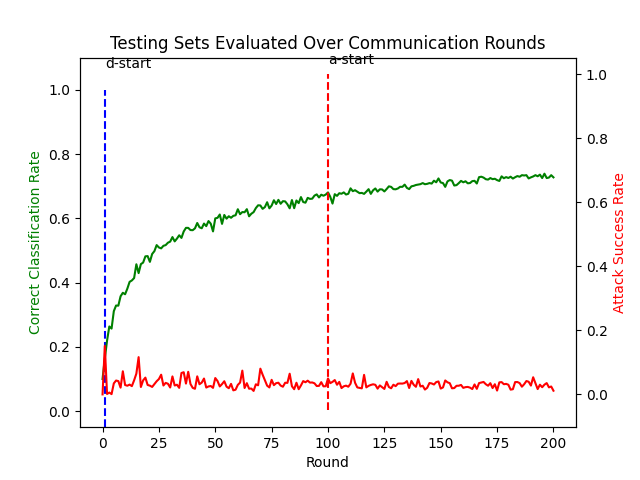 Testing Sets Evaluated Over Communication Rounds
d-start
a-start
1.0
0.8
0.6
0.4
0.2
0.0
Correct Classification Rate
1.0
0.8
0.6
0.4
0.2
0.0
Attack Success Rate
0 25 50 75 100 125 150 175 200
Round